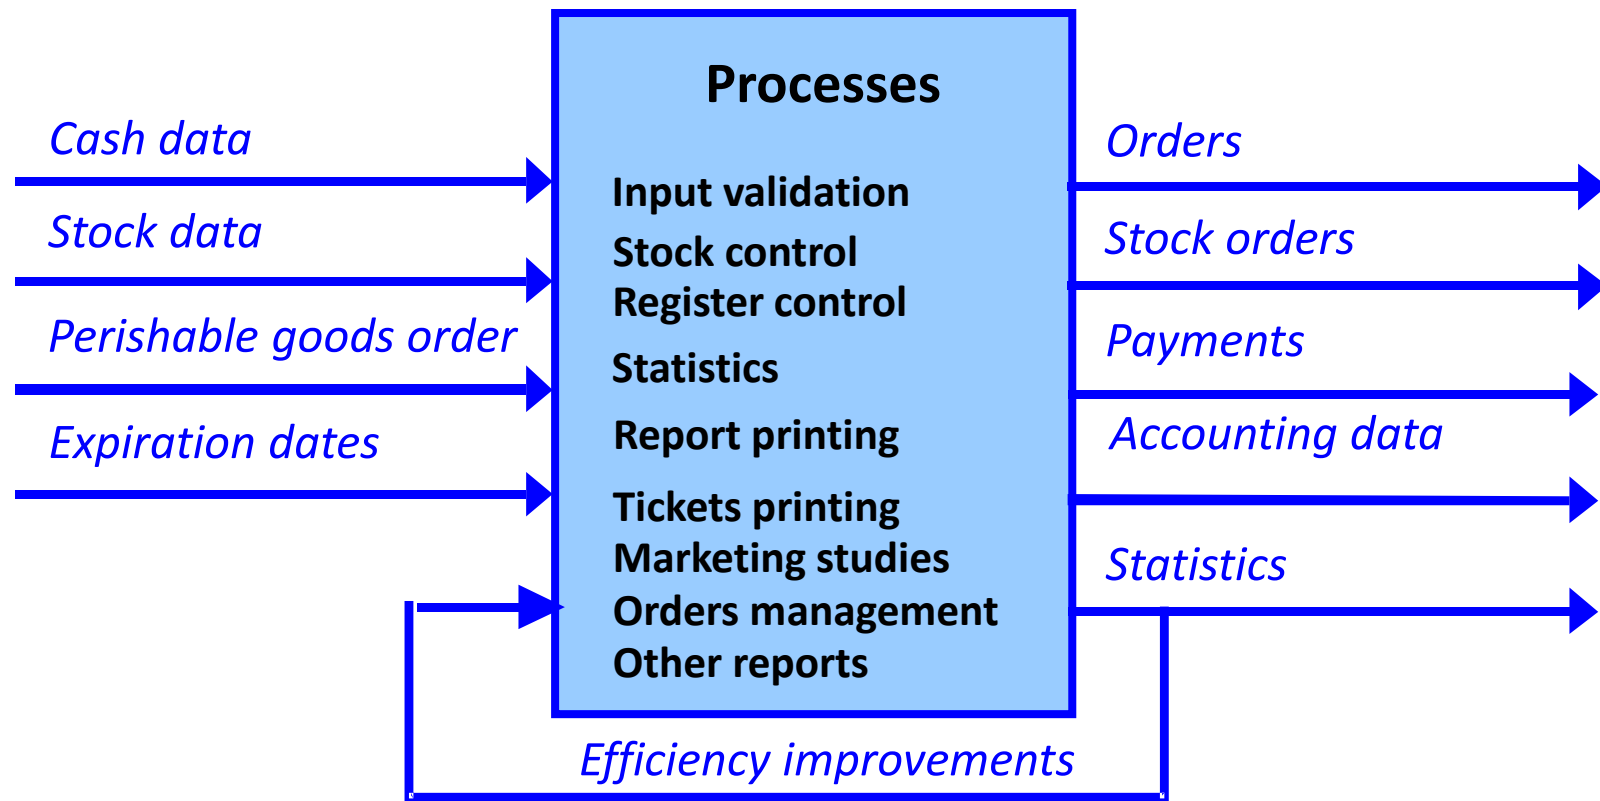 Processes
Cash data
Stock data
Perishable goods order
Expiration dates
Input validation
Stock control
Register control
Statistics
Report printing
Tickets printing
Marketing studies
Orders management
Other reports
Orders
Stock orders
Payments
Accounting data
Statistics
Efficiency improvements